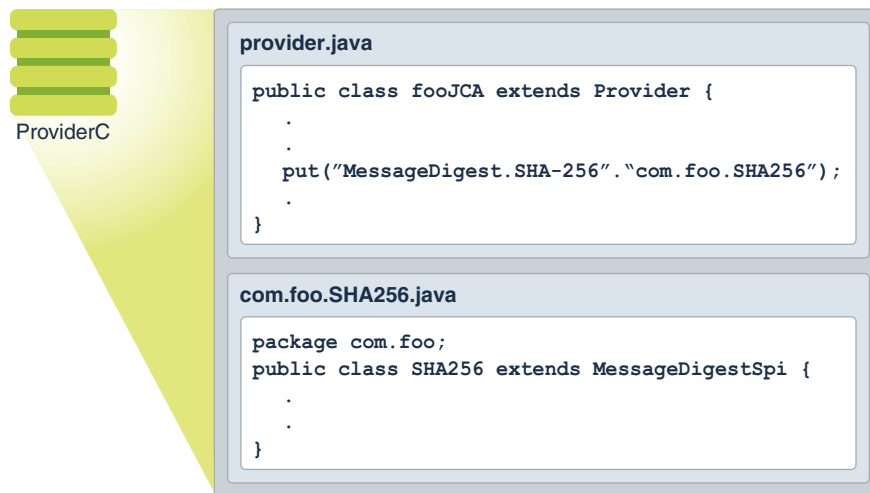 ProviderC
provider.java
public class fooJCA extends Provider {
.
.
put(”MessageDigest.SHA-256”.“com.foo.SHA256”);
.
}
com.foo.SHA256.java
package com.foo;
public class SHA256 extends MessageDigestSpi {
.
.
}